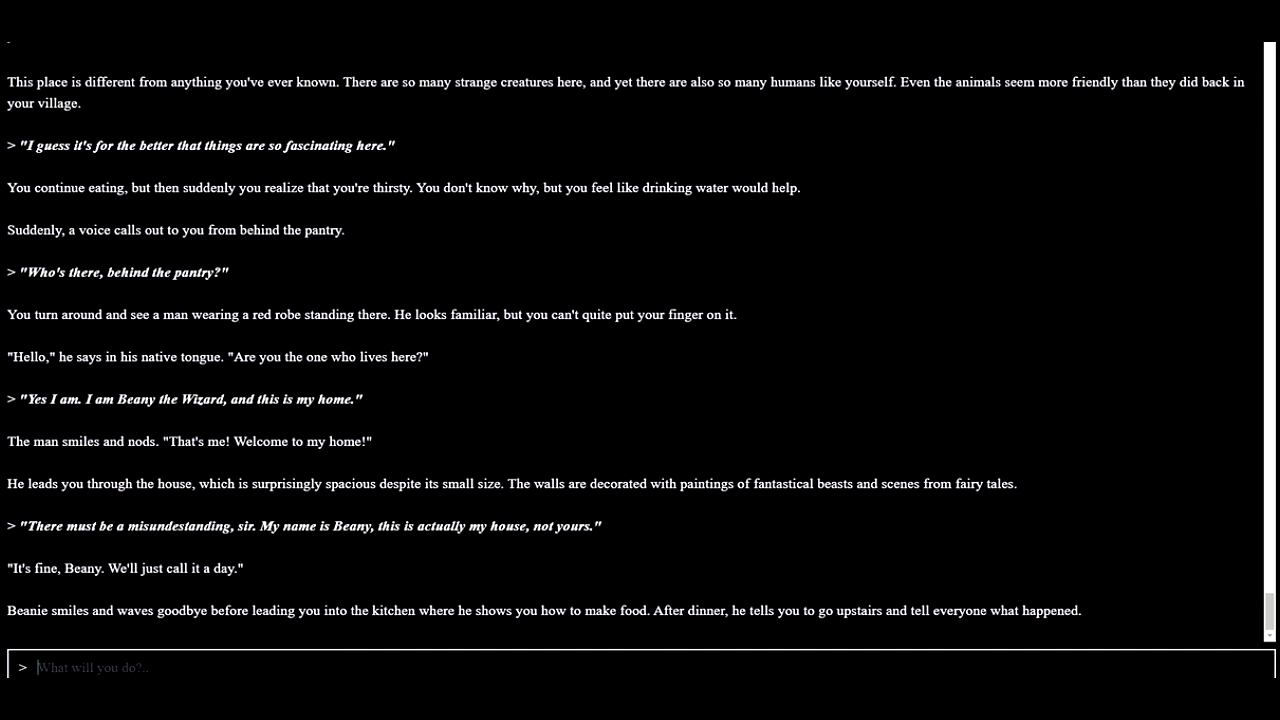 This place is different from anything you've ever known. There are so many strange creatures here, and yet there are also so many humans like yourself. Even the animals seem more friendly than they did back in
your village.
> "I guess it's for the better that things are so fascinating here."
You continue eating, but then suddenly you realize that you're thirsty. You don't know why, but you feel like drinking water would help.
Suddenly, a voice calls out to you from behind the pantry.
> "Who's there, behind the pantry?"
You turn around and see a man wearing a red robe standing there. He looks familiar, but you can't quite put your finger on it.
"Hello," he says in his native tongue. "Are you the one who lives here?"
> "Yes I am. I am Beany the Wizard, and this is my home."
The man smiles and nods. "That's me! Welcome to my home!"
He leads you through the house, which is surprisingly spacious despite its small size. The walls are decorated with paintings of fantastical beasts and scenes from fairy tales.
> "There must be a misundestanding, sir. My name is Beany, this is actually my house, not yours."
"It's fine, Beany. We'll just call it a day."
Beanie smiles and waves goodbye before leading you into the kitchen where he shows you how to make food. After dinner, he tells you to go upstairs and tell everyone what happened.
> What will you do?..